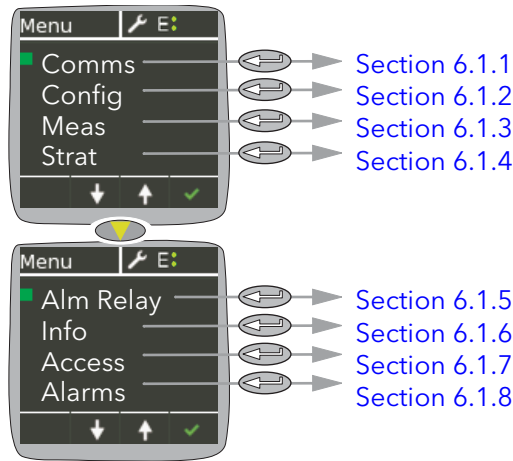 Menu E:
Comms Section 6.1.1
Config Section 6.1.2
Meas Section 6.1.3
Strat Section 6.1.4
Menu E:
Alm Relay Section 6.1.5
Info Section 6.1.6
Access Section 6.1.7
Alarms Section 6.1.8